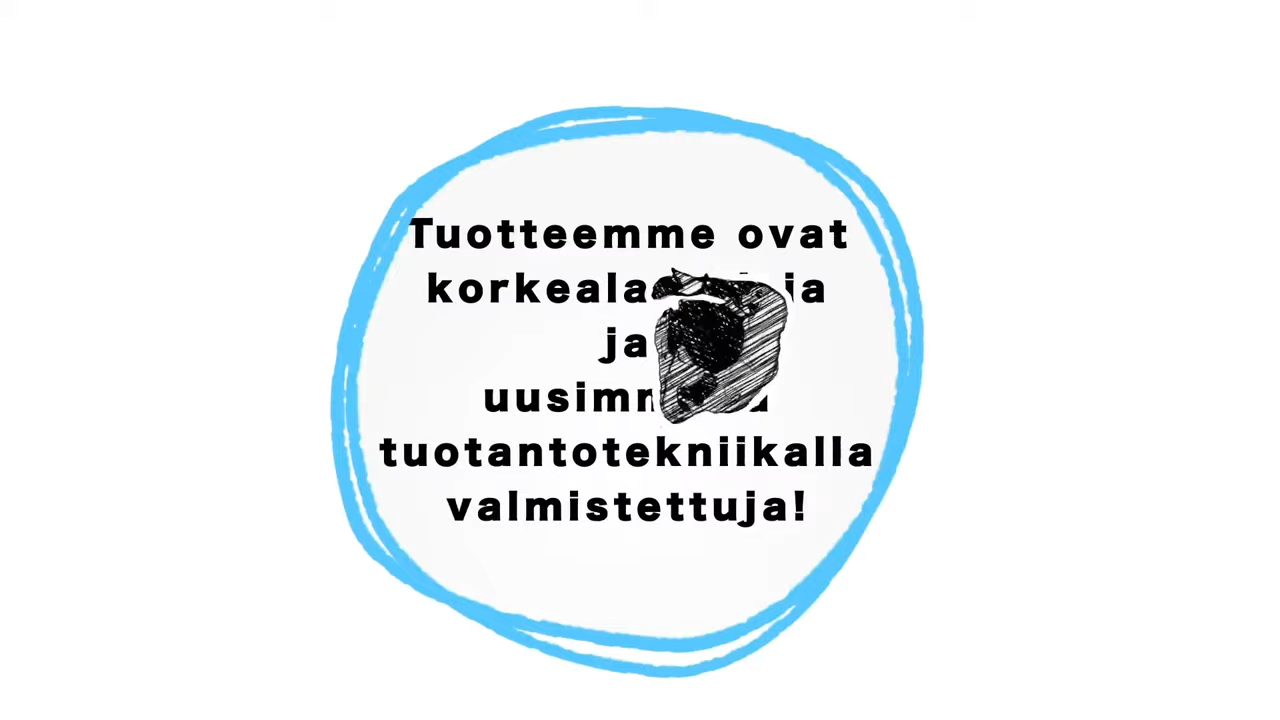 Tuotteemme ovat
ja
tuotantotekniikalla
valmistettuja!